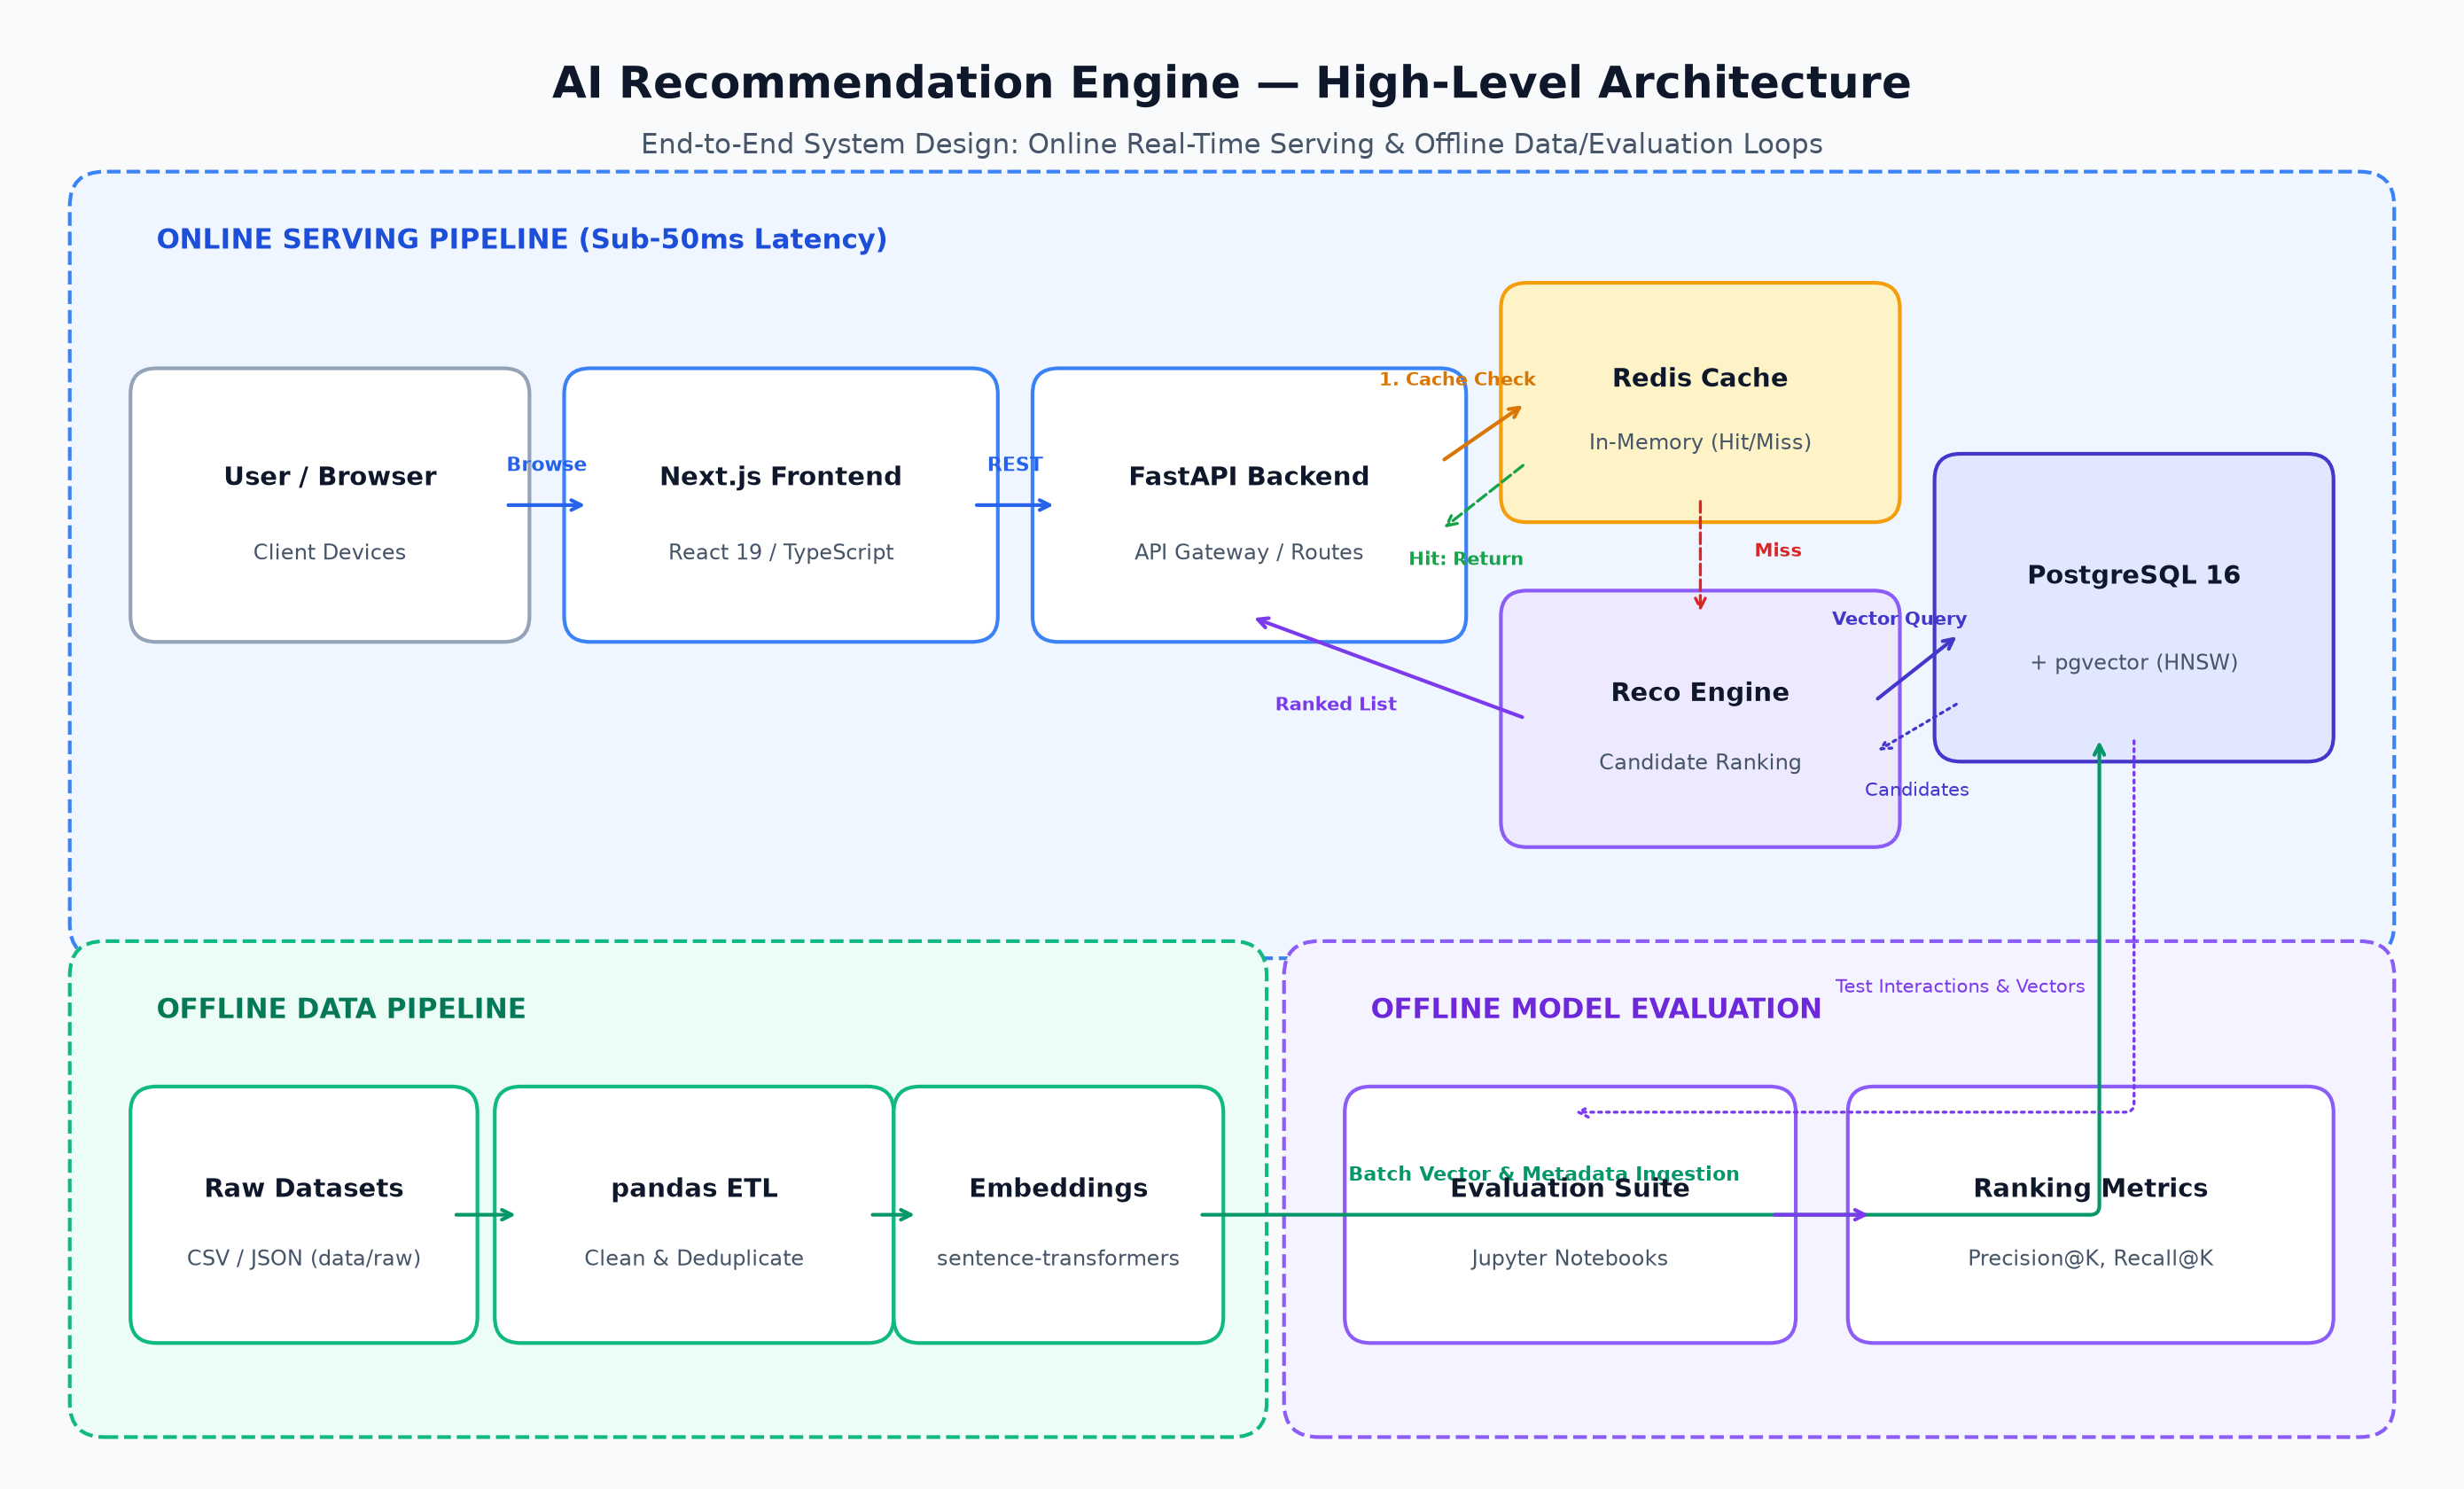 AI Recommendation Engine — High-Level Architecture
End-to-End System Design: Online Real-Time Serving & Offline Data/Evaluation Loops
ONLINE SERVING PIPELINE (Sub-50ms Latency)
User / Browser
Client Devices
Browse
Next.js Frontend
React 19 / TypeScript
REST
FastAPI Backend
API Gateway / Routes
1. Cache Check
Hit: Return
Redis Cache
In-Memory (Hit/Miss)
Miss
Ranked List
Reco Engine
Candidate Ranking
Vector Query
Candidates
PostgreSQL 16
+ pgvector (HNSW)
OFFLINE DATA PIPELINE
Raw Datasets
CSV / JSON (data/raw)
pandas ETL
Clean & Deduplicate
Embeddings
sentence-transformers
OFFLINE MODEL EVALUATION
Test Interactions & Vectors
Batch Vector & Metadata Ingestion
Evaluation Suite
Jupyter Notebooks
Ranking Metrics
Precision@K, Recall@K